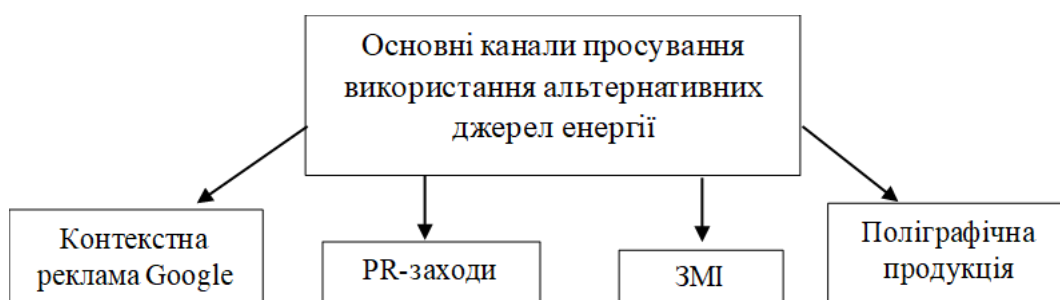 Основні канали просування
використання альтернативних
джерел енергії
Контекстна
реклама Google
PR-заходи
ЗМІ
Поліграфічна
продукція